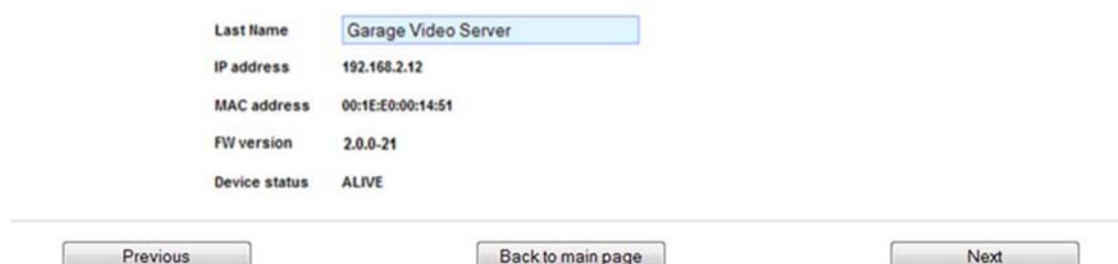 Last Name Garage Video Server
IP address 192.168.2.12
MAC address 00:1E:E0:00:14:51
FW version 2.0.0-21
Device status ALIVE
Previous Back to main page Next